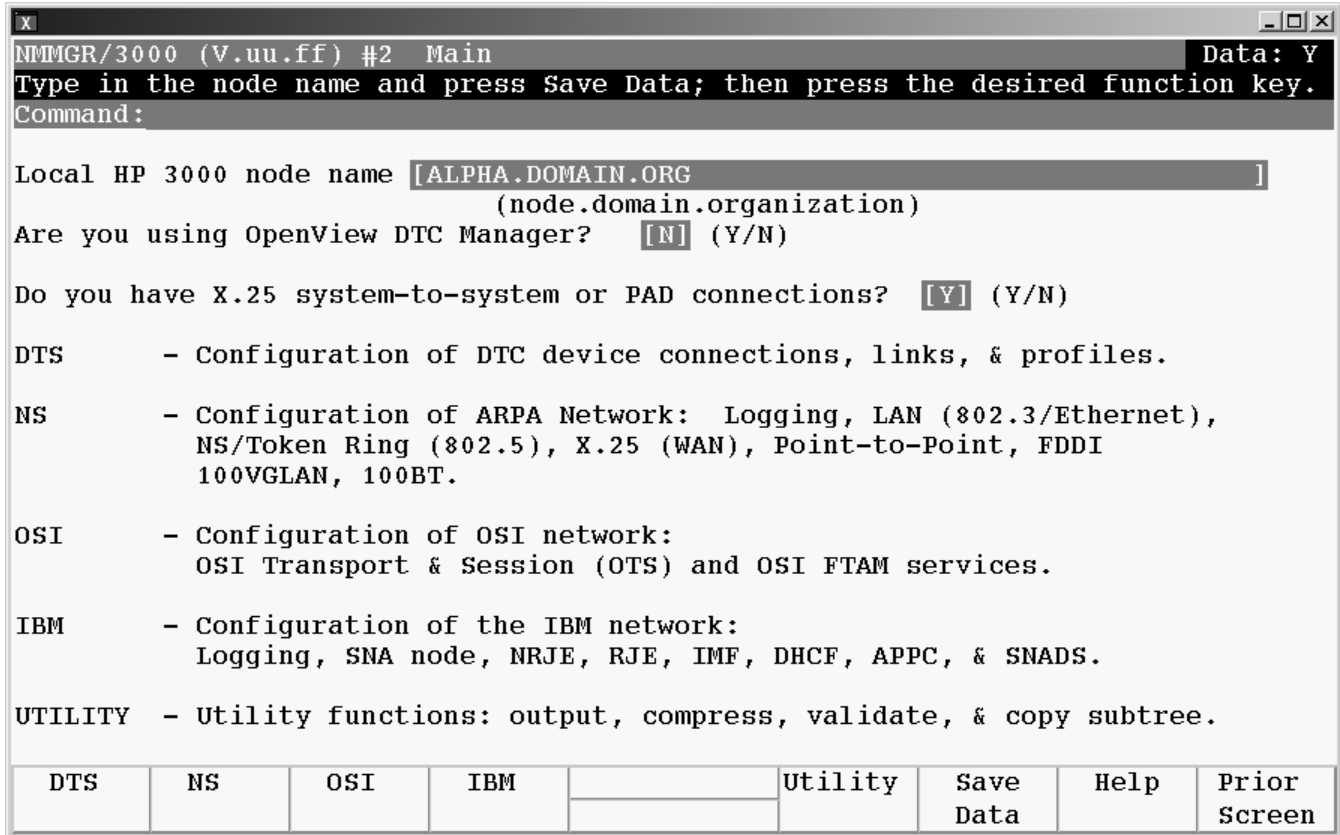 X
NMMGR/3000 (V.uu.ff) #2 Main Data: Y
Type in the node name and press Save Data; then press the desired function key.
Command:
Local HP 3000 node name [ALPHA.DOMAIN.ORG ]
(node.domain.organization)
Are you using OpenView DTC Manager? [N] (Y/N)
Do you have X.25 system-to-system or PAD connections? [Y] (Y/N)
DTS - Configuration of DTC device connections, links, & profiles.
NS - Configuration of ARPA Network: Logging, LAN (802.3/Ethernet),
NS/Token Ring (802.5), X.25 (WAN), Point-to-Point, FDDI
100VGLAN, 100BT.
OSI - Configuration of OSI network:
OSI Transport & Session (OTS) and OSI FTAM services.
IBM - Configuration of the IBM network:
Logging, SNA node, NRJE, RJE, IMF, DHCF, APPC, & SNADS.
UTILITY - Utility functions: output, compress, validate, & copy subtree.
DTS NS OSI IBM Utility Save Help Prior
Data Screen